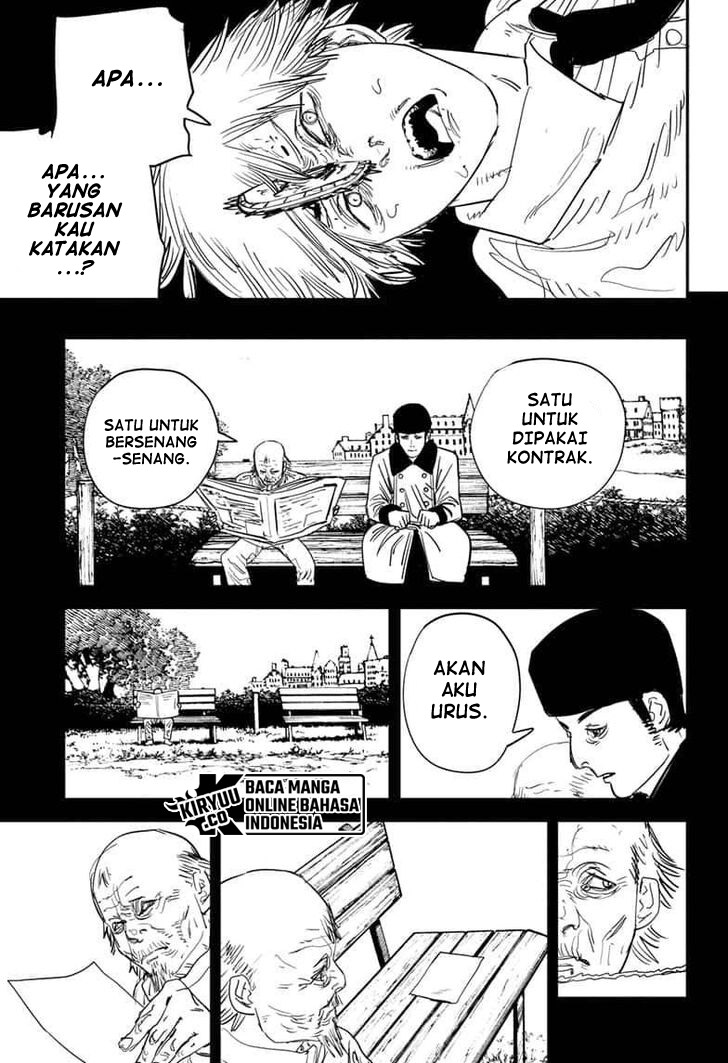 APA...
APA...
YANG
BARUSAN
KAU
KATAKAN
...?
SATU
UNTUK
DIPAKAI
KONTRAK.
SATU UNTUK
BERSENANG
-SENANG.
AKAN
AKU
URUS.
KIRYUU
.CO
BACA MANGA
ONLINE BAHASA
INDONESIA